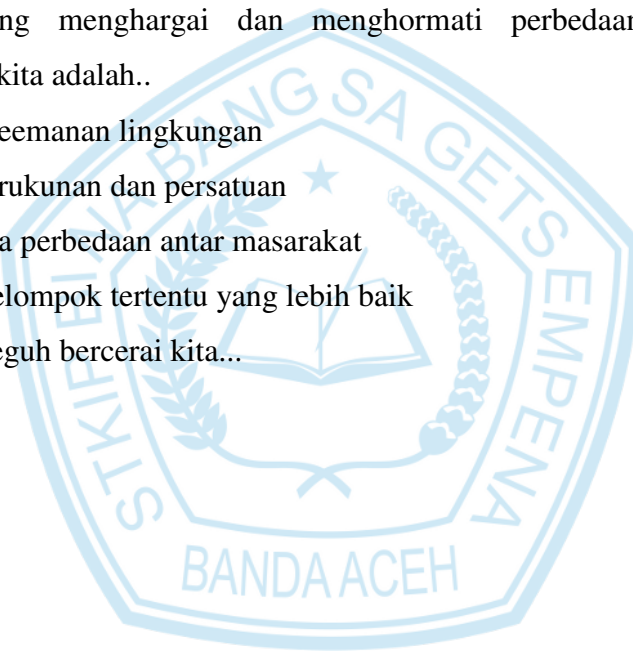 ng menghargai dan menghormati perbedaan
kita adalah..
eemanan lingkungan
rukunan dan persatuan
a perbedaan antar masarakat
elompok tertentu yang lebih baik
eguh bercerai kita...
STKIP BINA BANGSA GETSEMPENA
BANDA ACEH